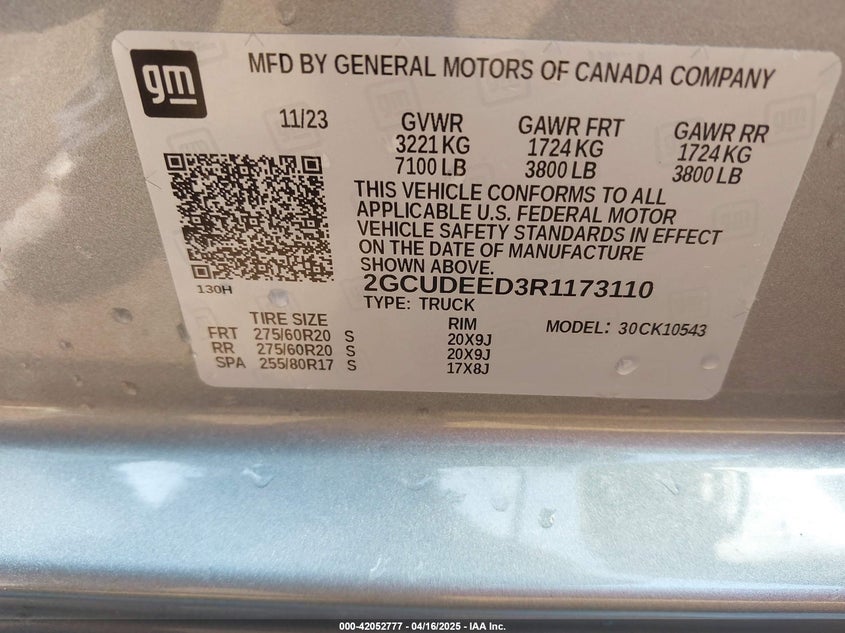 gm
MFD BY GENERAL MOTORS OF CANADA COMPANY
11/23 GVWR GAWR FRT GAWR RR
3221 KG 1724 KG 1724 KG
7100 LB 3800 LB 3800 LB
THIS VEHICLE CONFORMS TO ALL
APPLICABLE U.S. FEDERAL MOTOR
VEHICLE SAFETY STANDARDS IN EFFECT
ON THE DATE OF MANUFACTURE
SHOWN ABOVE.
130H
2GCUDEED3R1173110
TYPE: TRUCK
TIRE SIZE RIM MODEL: 30CK10543
FRT 275/60R20 S 20X9J
RR 275/60R20 S 20X9J
SPA 255/80R17 S 17X8J
000-42052777 - 04/16/2025 - IAA Inc.